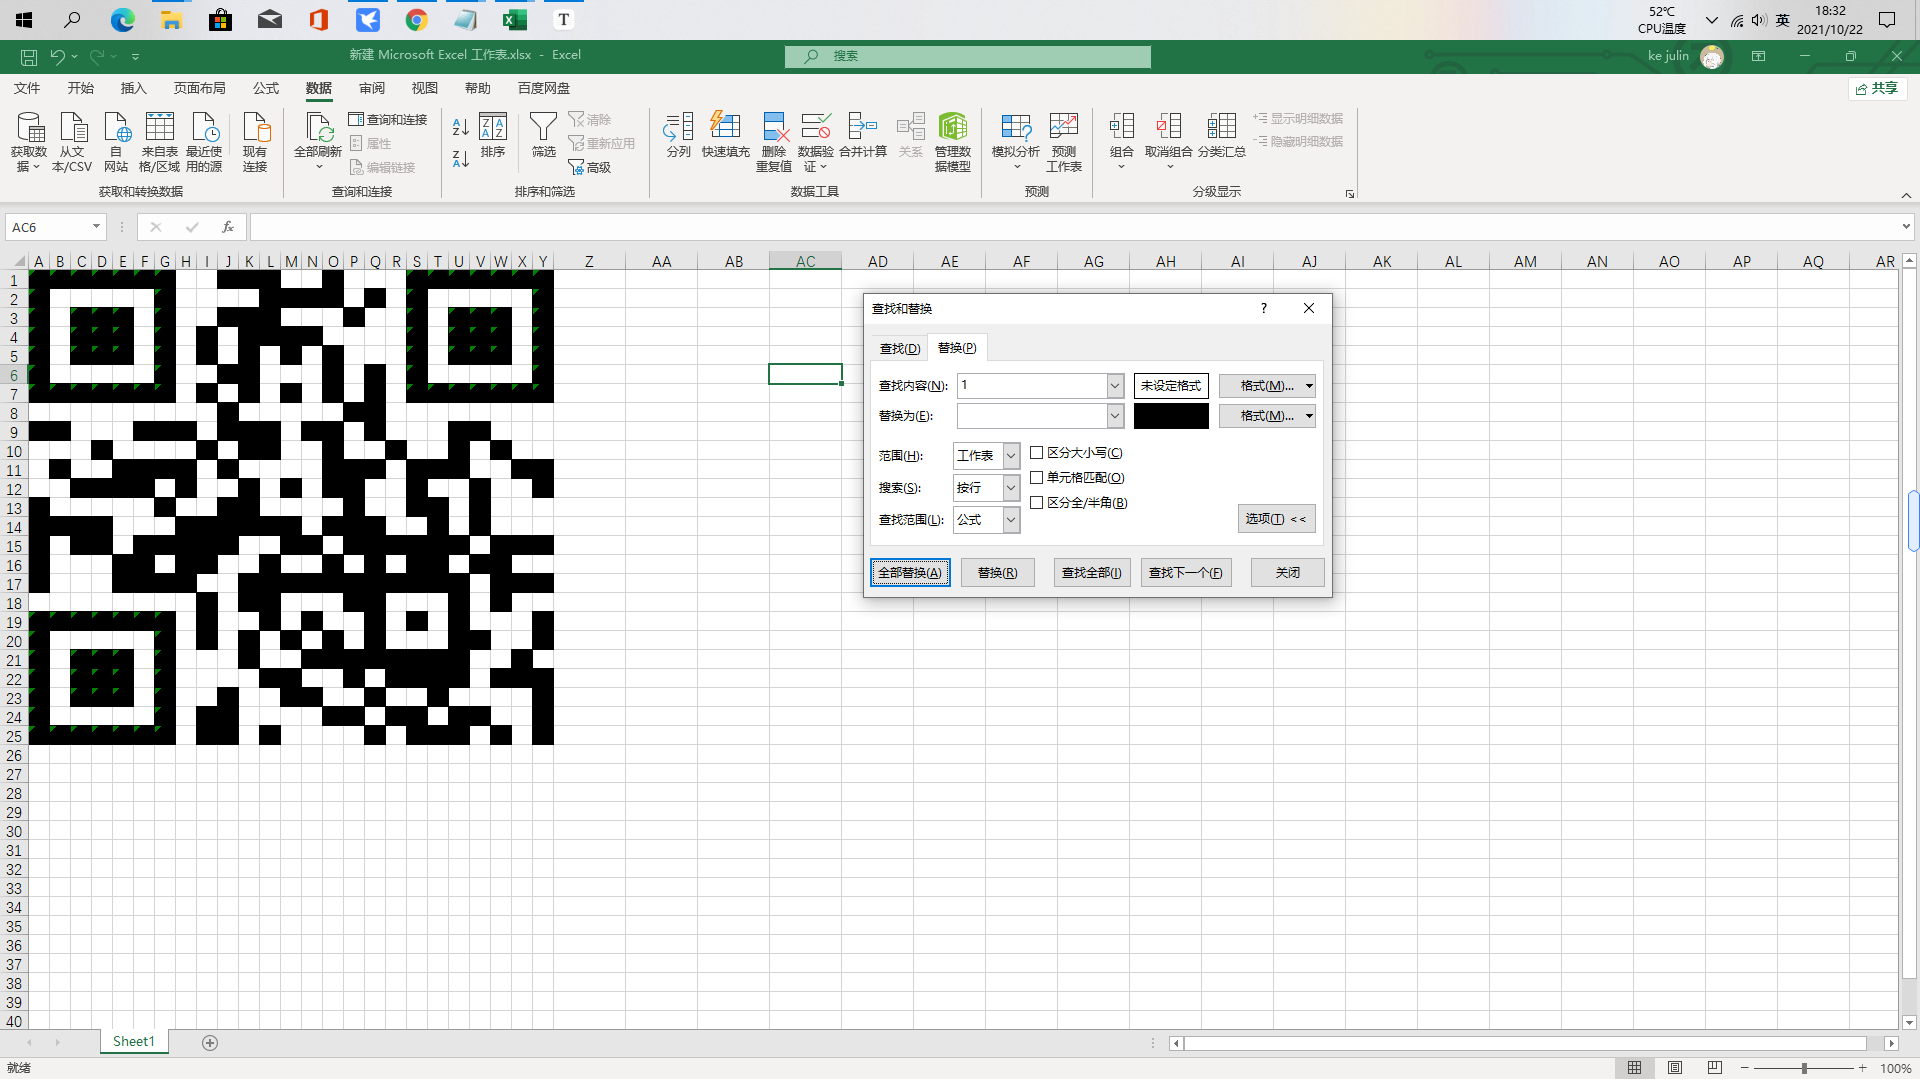 52℃
CPU温度
英
18:32
2021/10/22
T
新建 Microsoft Excel 工作表.xlsx - Excel
搜索
ke julin
文件 开始 插入 页面布局 公式 数据 审阅 视图 帮助 百度网盘
共享
获取数据
从文本/CSV
自网站
来自表格/区域
最近使用的源
现有连接
获取和转换数据
全部刷新
查询和连接
属性
编辑链接
查询和连接
排序
筛选
清除
重新应用
高级
排序和筛选
分列
快速填充
删除重复值
数据验证
合并计算
关系
管理数据模型
数据工具
模拟分析
预测工作表
预测
组合
取消组合
分类汇总
显示明细数据
隐藏明细数据
分级显示
AC6
fx
A B C D E F G H I J K L M N O P Q R S T U V W X Y Z AA AB AC AD AE AF AG AH AI AJ AK AL AM AN AO AP AQ AR
1
2
3
4
5
6
7
8
9
10
11
12
13
14
15
16
17
18
19
20
21
22
23
24
25
26
27
28
29
30
31
32
33
34
35
36
37
38
39
40
查找和替换
?
查找(D) 替换(P)
查找内容(N): 1 未设定格式 格式(M)...
替换为(E): 格式(M)...
范围(H): 工作表 区分大小写(C)
搜索(S): 按行 单元格匹配(O)
查找范围(L): 公式 区分全/半角(B)
选项(T) <<
全部替换(A) 替换(R) 查找全部(I) 查找下一个(F) 关闭
Sheet1
就绪
100%